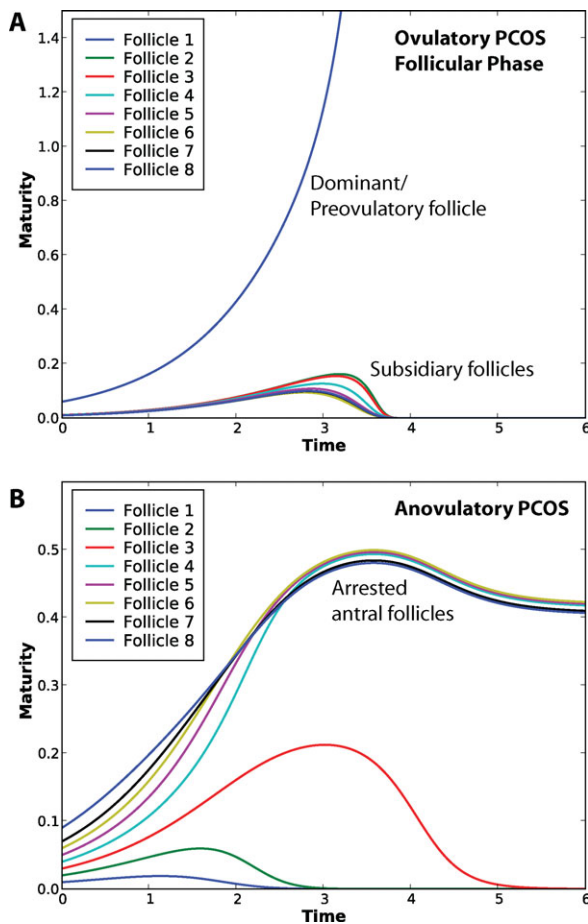 A
Ovulatory PCOS
Follicular Phase
Follicle 1
Follicle 2
Follicle 3
Follicle 4
Follicle 5
Follicle 6
Follicle 7
Follicle 8
Dominant/
Preovulatory follicle
Subsidiary follicles
Maturity
1.4
1.2
1.0
0.8
0.6
0.4
0.2
0.0
0 1 2 3 4 5 6
Time
B
Anovulatory PCOS
Follicle 1
Follicle 2
Follicle 3
Follicle 4
Follicle 5
Follicle 6
Follicle 7
Follicle 8
Arrested
antral follicles
Maturity
0.5
0.4
0.3
0.2
0.1
0.0
0 1 2 3 4 5 6
Time